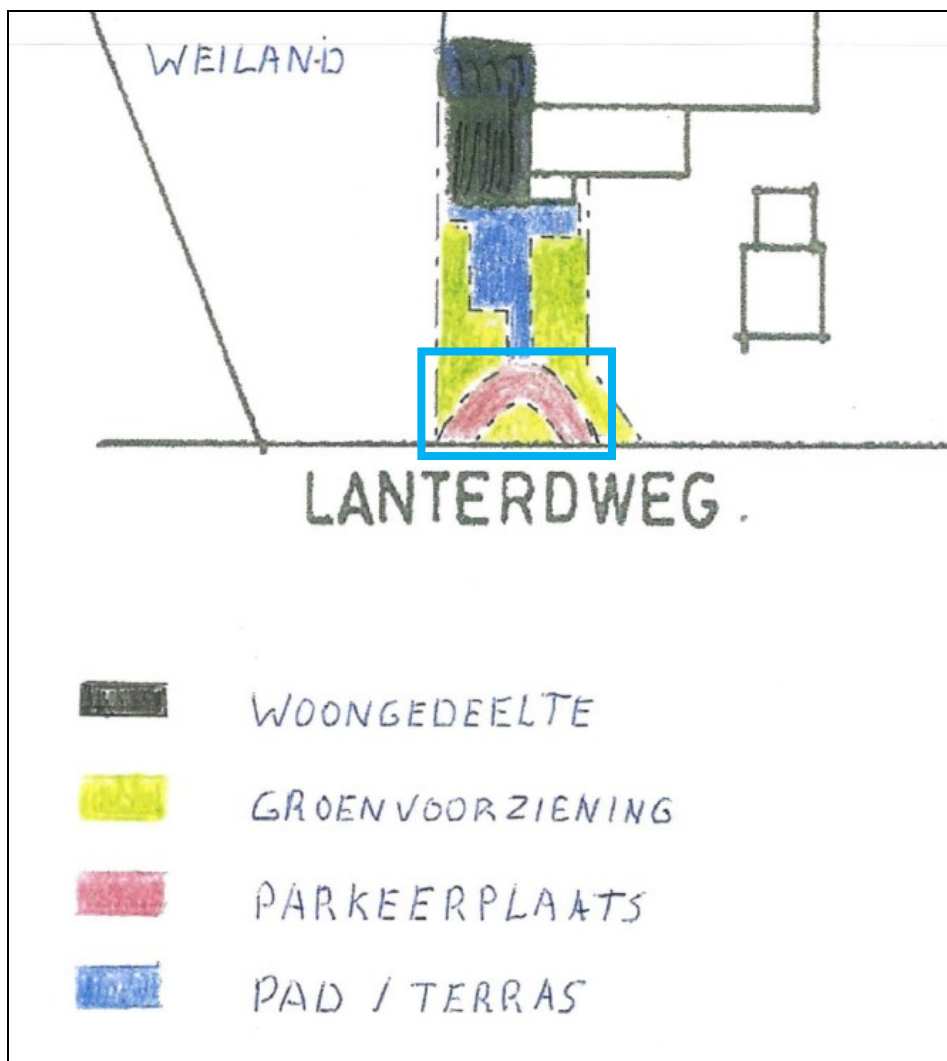 WEILAND
LANTERDWEG.
WOONGEDEELTE
GROENVOORZIENING
PARKEERPLAATS
PAD / TERRAS